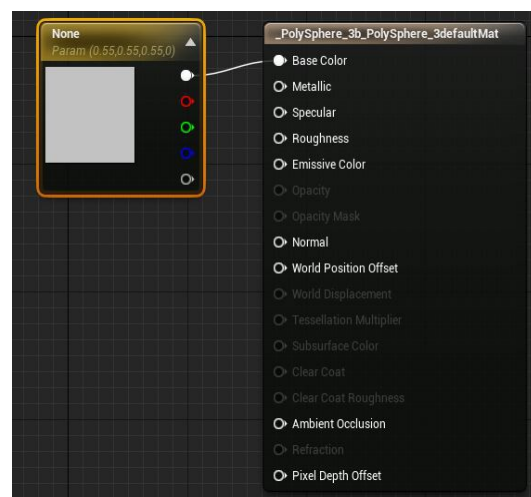 None
Param (0.55,0.55,0.55,0)
_PolySphere_3b_PolySphere_3defaultMat
Base Color
Metallic
Specular
Roughness
Emissive Color
Opacity
Opacity Mask
Normal
World Position Offset
World Displacement
Tessellation Multiplier
Subsurface Color
Clear Coat
Clear Coat Roughness
Ambient Occlusion
Refraction
Pixel Depth Offset